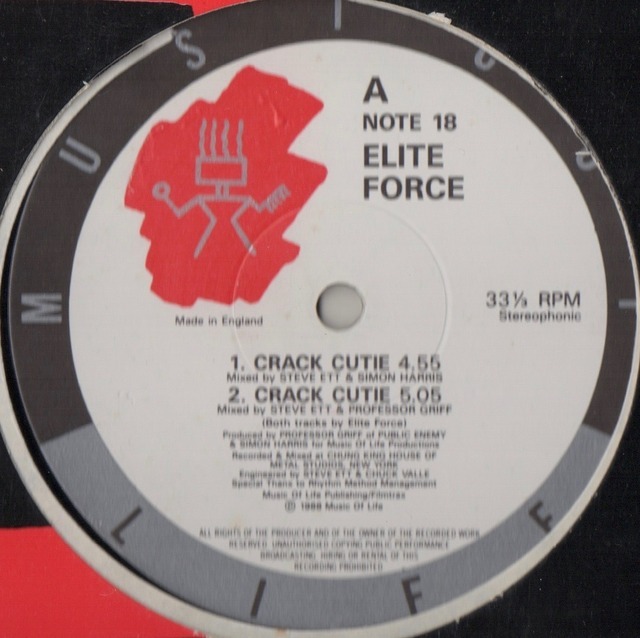 MUSIC OF LIFE
A
NOTE 18
ELITE
FORCE
33⅓ RPM
Stereophonic
Made in England
1. CRACK CUTIE 4.55
Mixed by STEVE ETT & SIMON HARRIS
2. CRACK CUTIE 5.05
Mixed by STEVE ETT & PROFESSOR GRIFF
(Both tracks by Elite Force)
Produced by PROFESSOR GRIFF of PUBLIC ENEMY
& SIMON HARRIS for Music Of Life Productions
Recorded & Mixed at CHUNG KING HOUSE OF
METAL STUDIOS, NEW YORK
Engineered by STEVE ETT & CHUCK VALLE
Special Thanx to Rhythm Method Management
Music Of Life Publishing/Filmtrax
Ⓟ 1988 Music Of Life
ALL RIGHTS OF THE PRODUCER AND OF THE OWNER OF THE RECORDED WORK
RESERVED. UNAUTHORISED COPYING PUBLIC PERFORMANCE
BROADCASTING, HIRING OR RENTAL OF THIS
RECORDING PROHIBITED